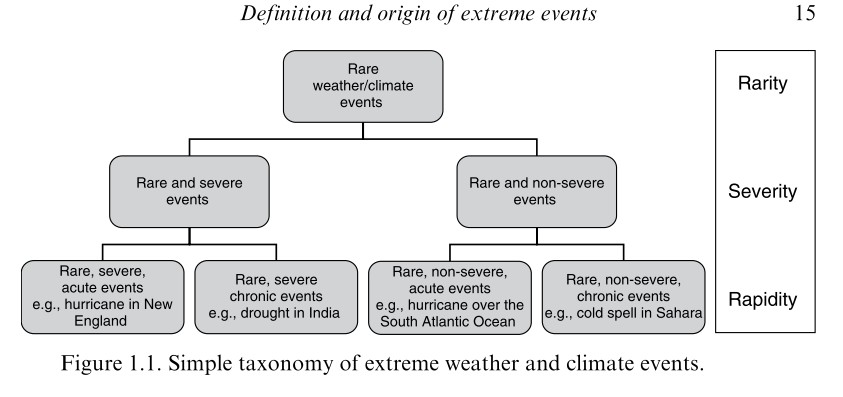 Definition and origin of extreme events 15
Rare
weather/climate
events
Rarity
Rare and severe
events
Rare and non-severe
events
Severity
Rare, severe,
acute events
e.g., hurricane in New
England
Rare, severe
chronic events
e.g., drought in India
Rare, non-severe,
acute events
e.g., hurricane over the
South Atlantic Ocean
Rare, non-severe,
chronic events
e.g., cold spell in Sahara
Rapidity
Figure 1.1. Simple taxonomy of extreme weather and climate events.